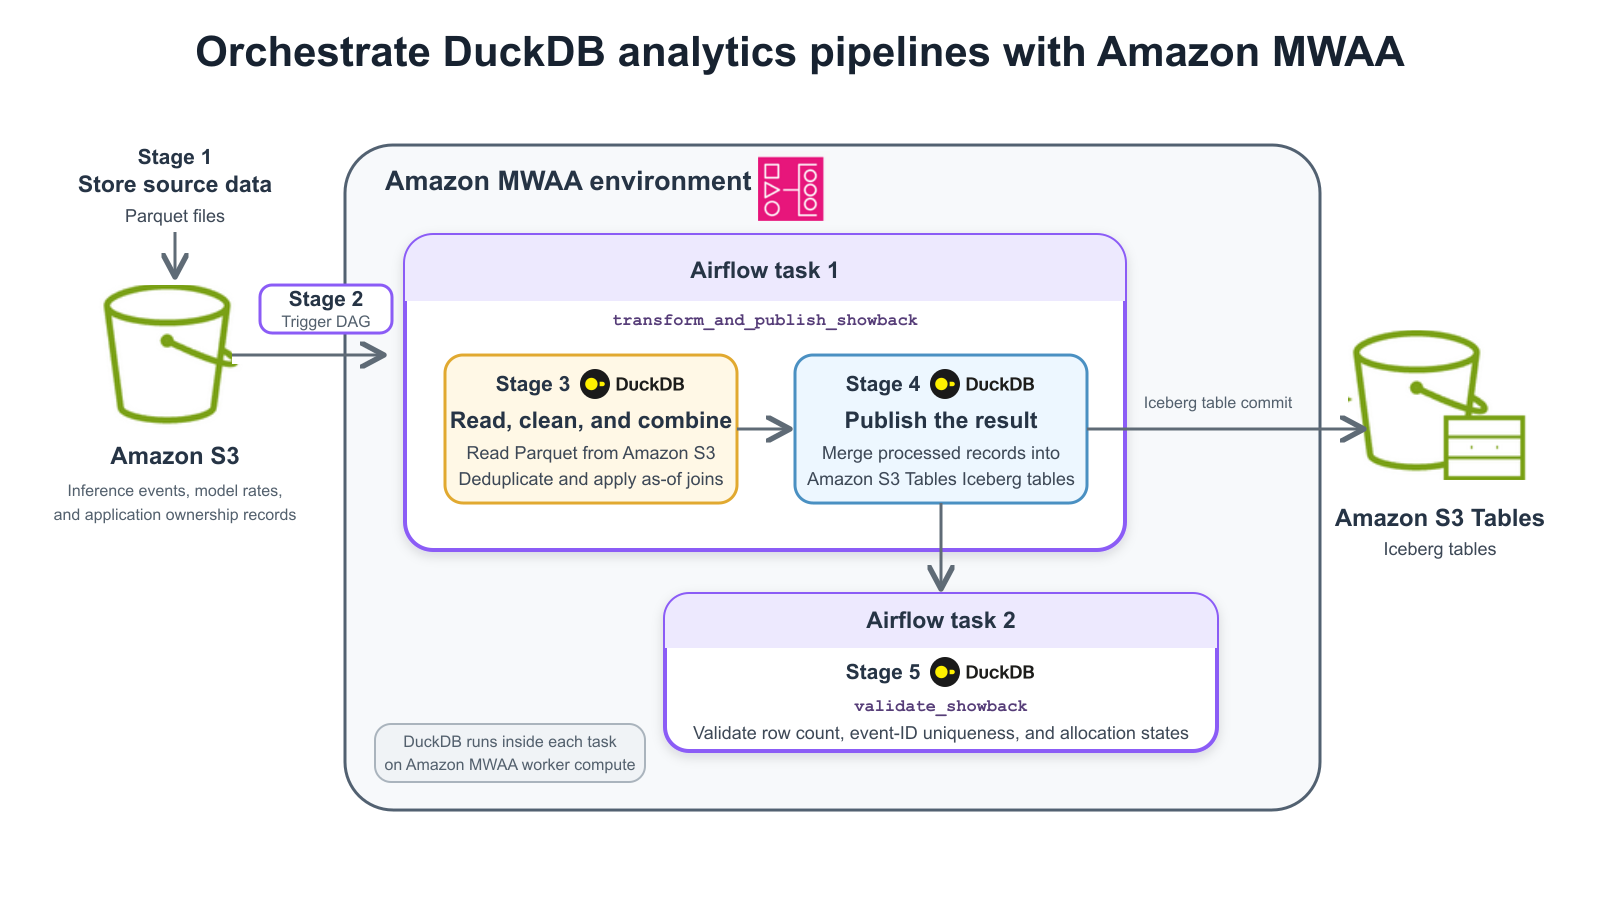 Orchestrate DuckDB analytics pipelines with Amazon MWAA
Stage 1
Store source data
Parquet files
Amazon S3
Inference events, model rates,
and application ownership records
Stage 2
Trigger DAG
Amazon MWAA environment
Airflow task 1
transform_and_publish_showback
Stage 3 DuckDB
Read, clean, and combine
Read Parquet from Amazon S3
Deduplicate and apply as-of joins
Stage 4 DuckDB
Publish the result
Merge processed records into
Amazon S3 Tables Iceberg tables
Iceberg table commit
Amazon S3 Tables
Iceberg tables
Airflow task 2
Stage 5 DuckDB
validate_showback
Validate row count, event-ID uniqueness, and allocation states
DuckDB runs inside each task
on Amazon MWAA worker compute